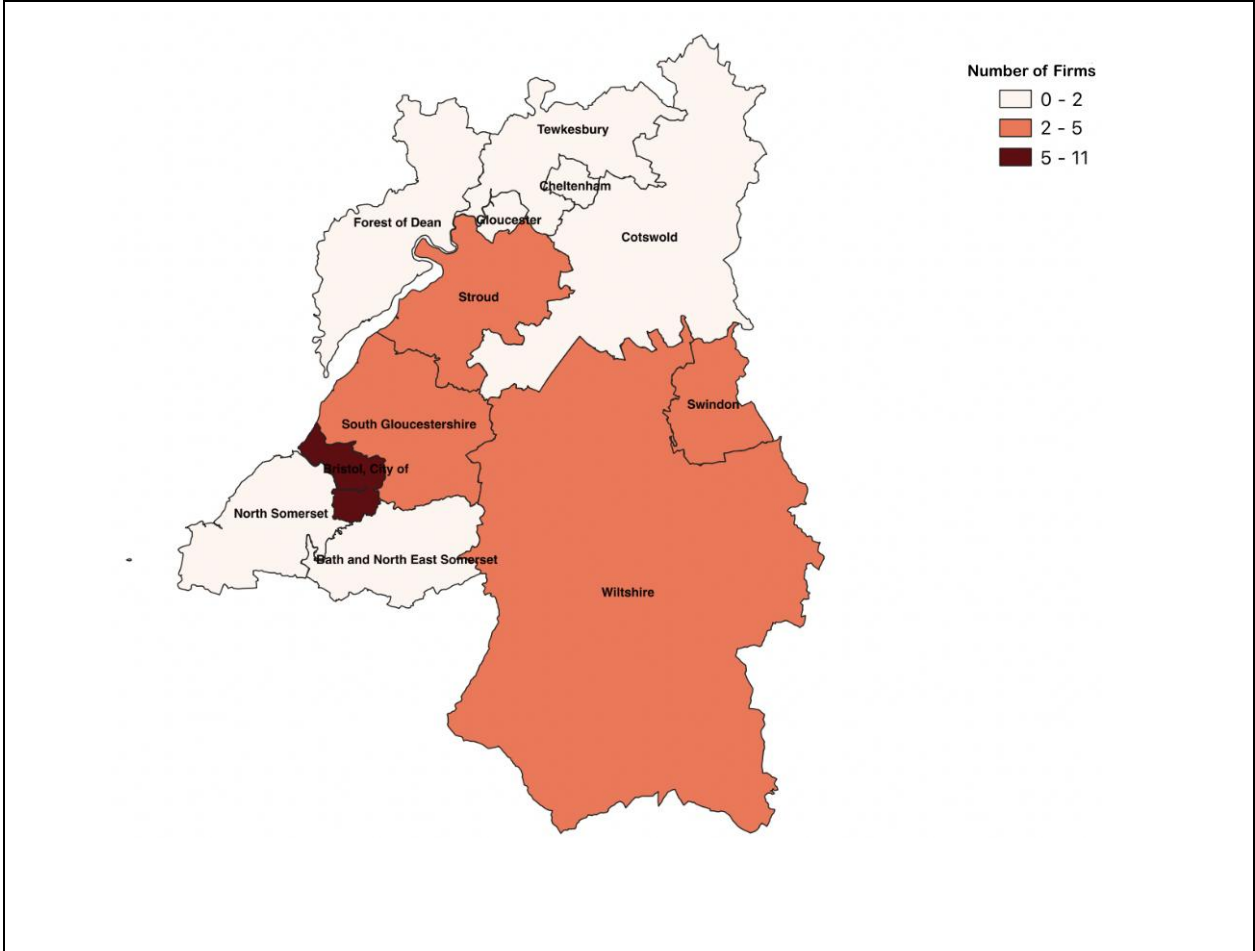 Number of Firms
0 - 2
2 - 5
5 - 11
Tewkesbury
Cheltenham
Forest of Dean
Gloucester
Cotswold
Stroud
Swindon
South Gloucestershire
Bristol, City of
North Somerset
Bath and North East Somerset
Wiltshire